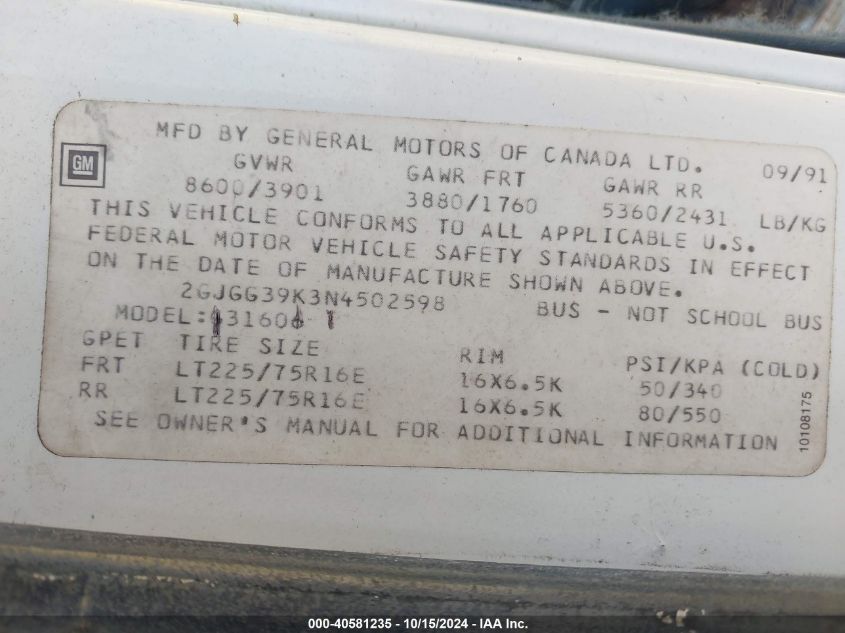 MFD BY GENERAL MOTORS OF CANADA LTD. 09/91
GM
GVWR GAWR FRT GAWR RR
8600/3901 3880/1760 5360/2431 LB/KG
THIS VEHICLE CONFORMS TO ALL APPLICABLE U.S.
FEDERAL MOTOR VEHICLE SAFETY STANDARDS IN EFFECT
ON THE DATE OF MANUFACTURE SHOWN ABOVE.
2GJGG39K3N4502598 BUS - NOT SCHOOL BUS
MODEL:
GPET TIRE SIZE RIM PSI/KPA (COLD)
FRT LT225/75R16E 16X6.5K 50/340
RR LT225/75R16E 16X6.5K 80/550
SEE OWNER'S MANUAL FOR ADDITIONAL INFORMATION
10108175
000-40581235 - 10/15/2024 - IAA Inc.